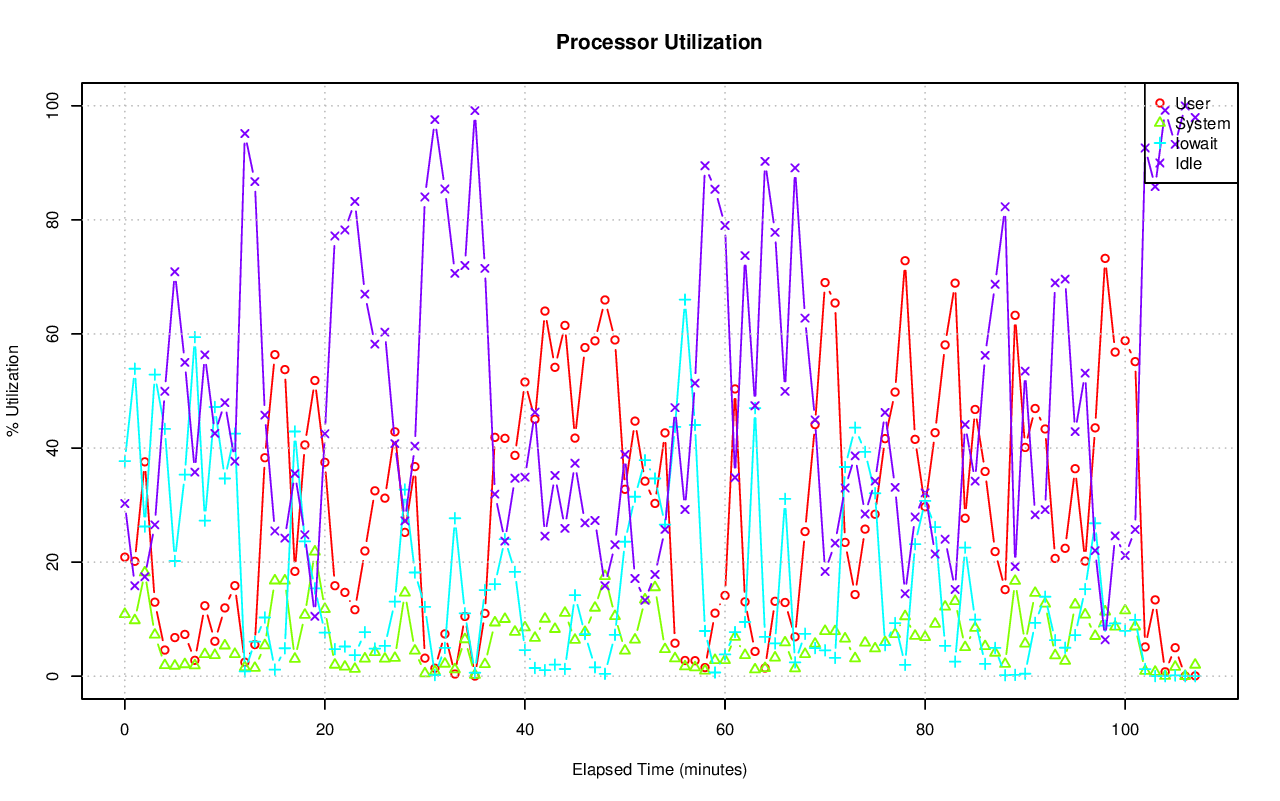 Processor Utilization
% Utilization
100
80
60
40
20
0
User
System
Iowait
Idle
0 20 40 60 80 100
Elapsed Time (minutes)